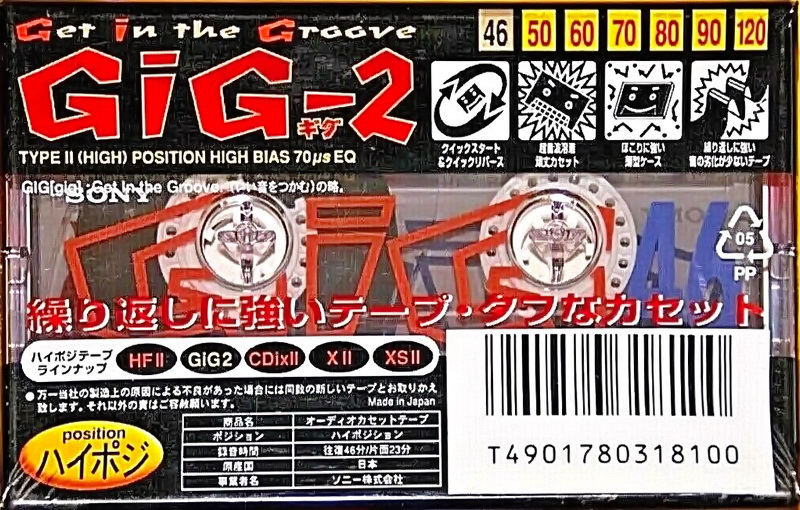 Get in the Groove
46 50 60 70 80 90 120
GiG-2
ギグ
TYPE II (HIGH) POSITION HIGH BIAS 70μs EQ
クイックスタート
&クイックリバース
頑丈カセット
ほこりに強い
薄型ケース
繰り返しに強い
音の劣化が少ないテープ
GIG[gig]:Get In the Groove.(いい音をつかむ)の略。
SONY
GiG 46
05
PP
繰り返しに強いテープ・タフなカセット
ハイポジテープ
ラインナップ
HFII GiG2 CDixII XII XSII
●万一当社の製造上の原因による不良があった場合には同数の新しいテープとお取りかえ
致します。それ以外の責はご容赦願います。
Made in Japan
position
ハイポジ
商品名 オーディオカセットテープ
ポジション ハイポジション
録音時間 往復46分/片面23分
原産国 日本
事業者名 ソニー株式会社
T4901780318100